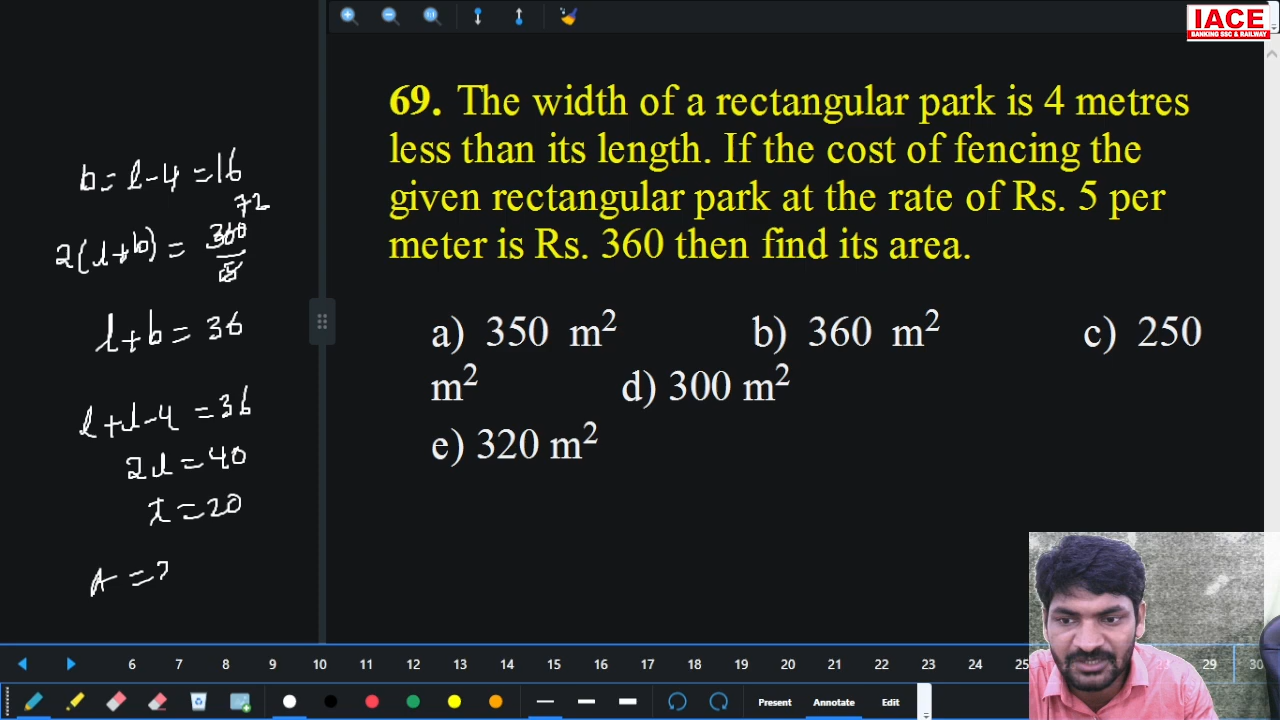 IACE
BANKING SSC & RAILWAY
69. The width of a rectangular park is 4 metres
less than its length. If the cost of fencing the
given rectangular park at the rate of Rs. 5 per
meter is Rs. 360 then find its area.
a) 350 m² b) 360 m² c) 250
m² d) 300 m²
e) 320 m²
b = l - 4 = 16
72
2(l+b) = 360/5
l+b = 36
l+l-4 = 36
2l = 40
l = 20
A = 
6 7 8 9 10 11 12 13 14 15 16 17 18 19 20 21 22 23 24 25 29 30
Present Annotate Edit